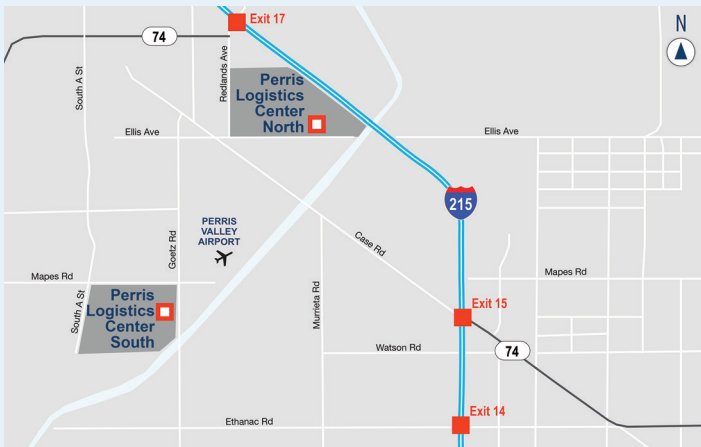 Exit 17
N
74
South A St
Redlands Ave
Perris
Logistics
Center
North
Ellis Ave
Ellis Ave
215
PERRIS
VALLEY
AIRPORT
Goetz Rd
Case Rd
Mapes Rd
Mapes Rd
Murrieta Rd
Perris
Logistics
Center
South
South A St
Exit 15
Watson Rd
74
Exit 14
Ethanac Rd